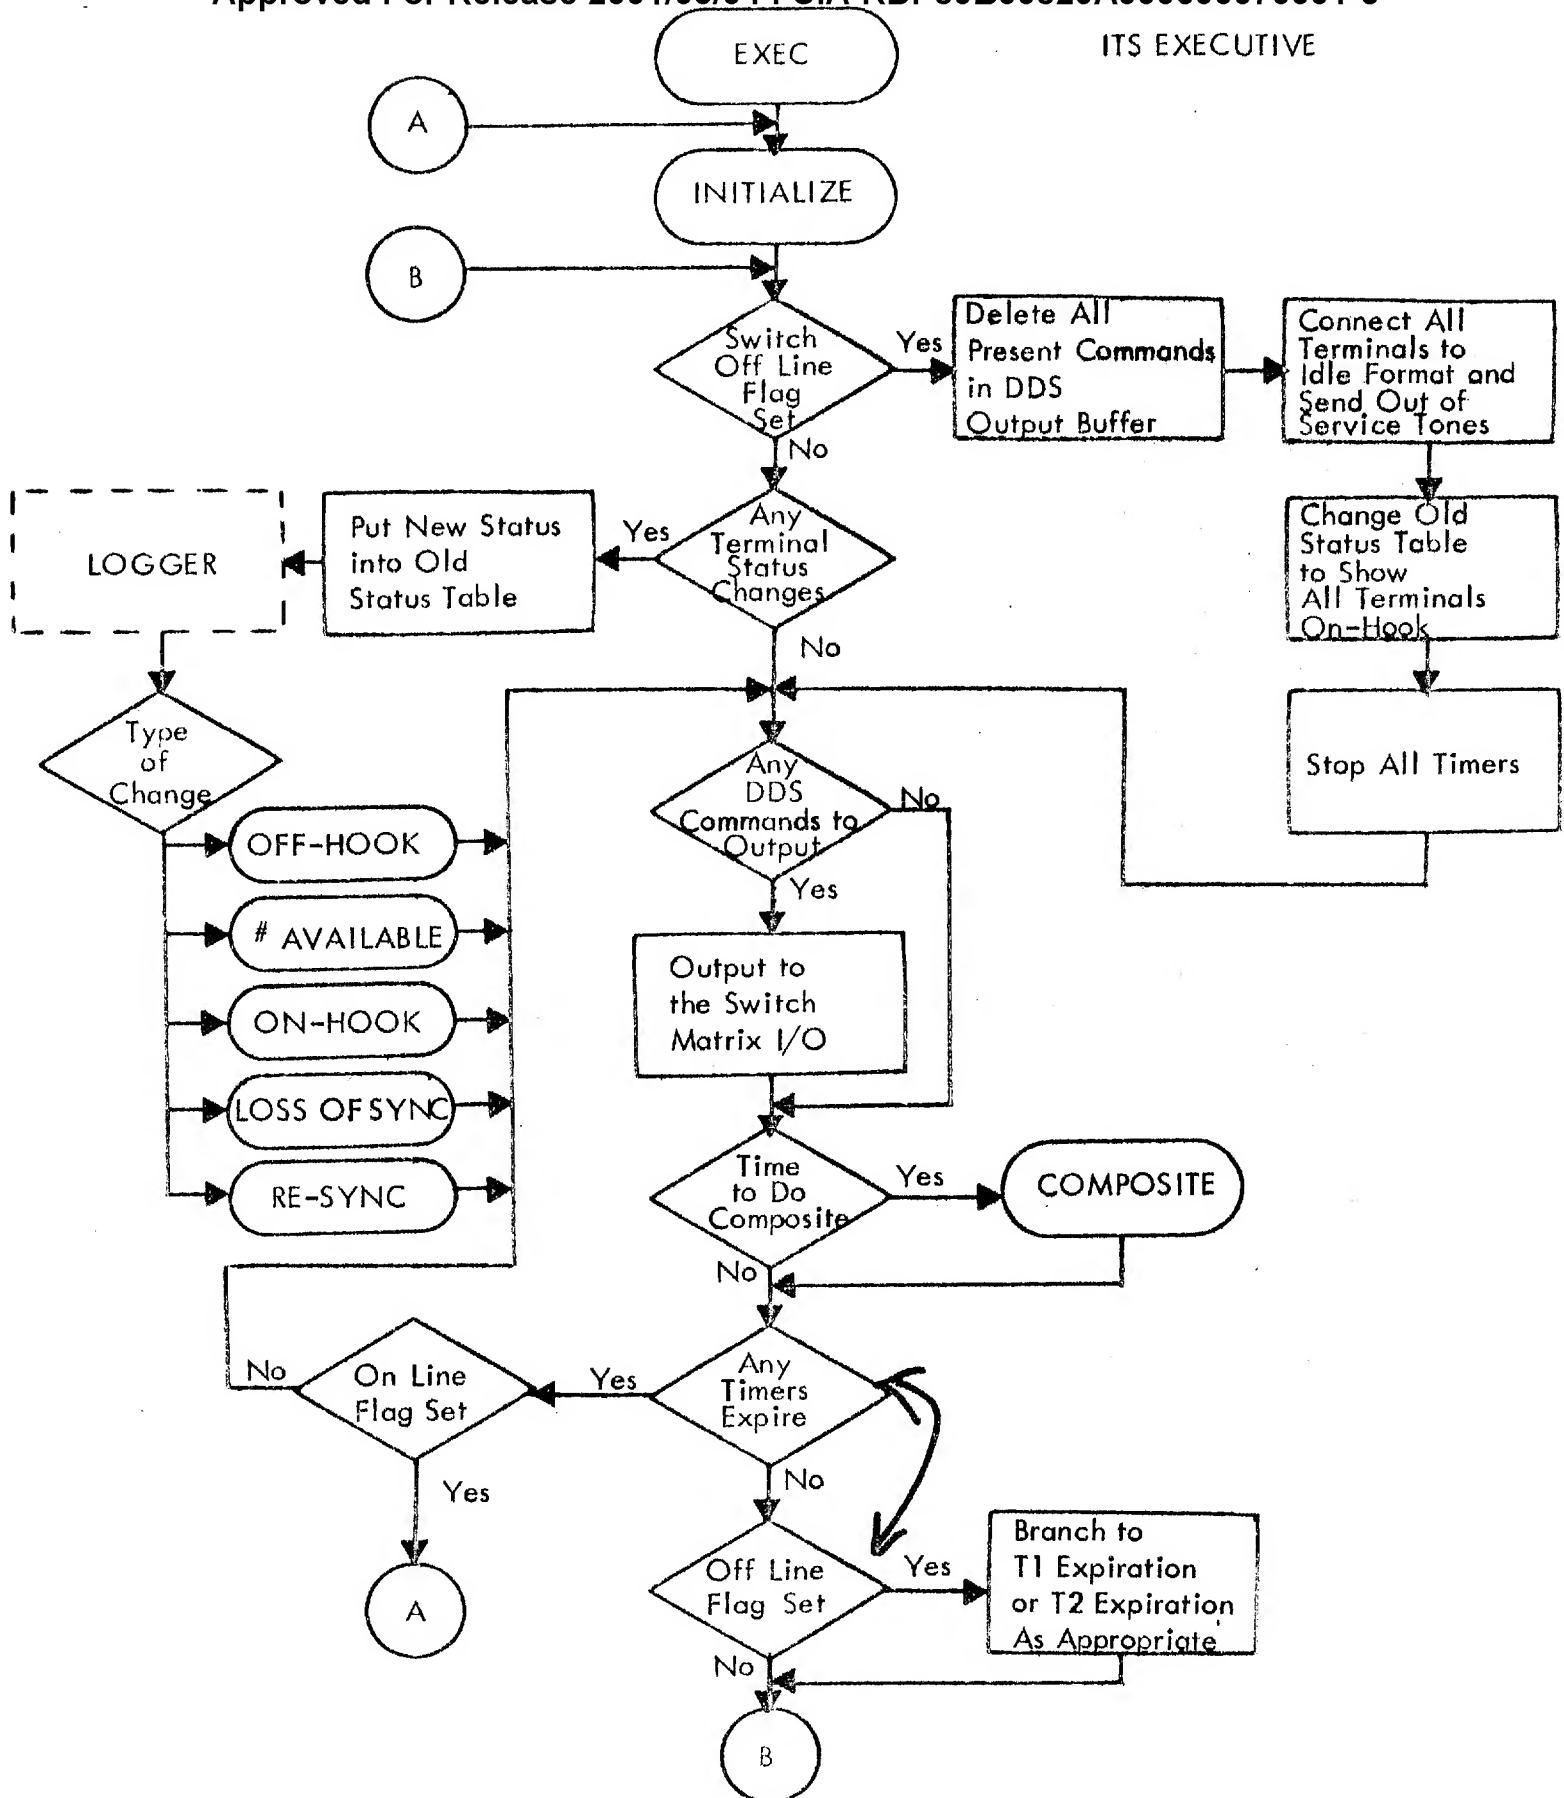 ITS EXECUTIVE
EXEC
A
INITIALIZE
B
Switch
Off Line
Flag
Set
Yes
Delete All
Present Commands
in DDS
Output Buffer
Connect All
Terminals to
Idle Format and
Send Out of
Service Tones
No
Any
Terminal
Status
Changes
Yes
Put New Status
into Old
Status Table
LOGGER
Change Old
Status Table
to Show
All Terminals
On-Hook
No
Type
of
Change
Any
DDS
Commands to
Output
No
Stop All Timers
OFF-HOOK
Yes
# AVAILABLE
Output to
the Switch
Matrix I/O
ON-HOOK
LOSS OF SYNC
RE-SYNC
Time
to Do
Composite
Yes
COMPOSITE
No
Any
Timers
Expire
Yes
On Line
Flag Set
No
Yes
A
No
Off Line
Flag Set
Yes
Branch to
T1 Expiration
or T2 Expiration
As Appropriate
No
B